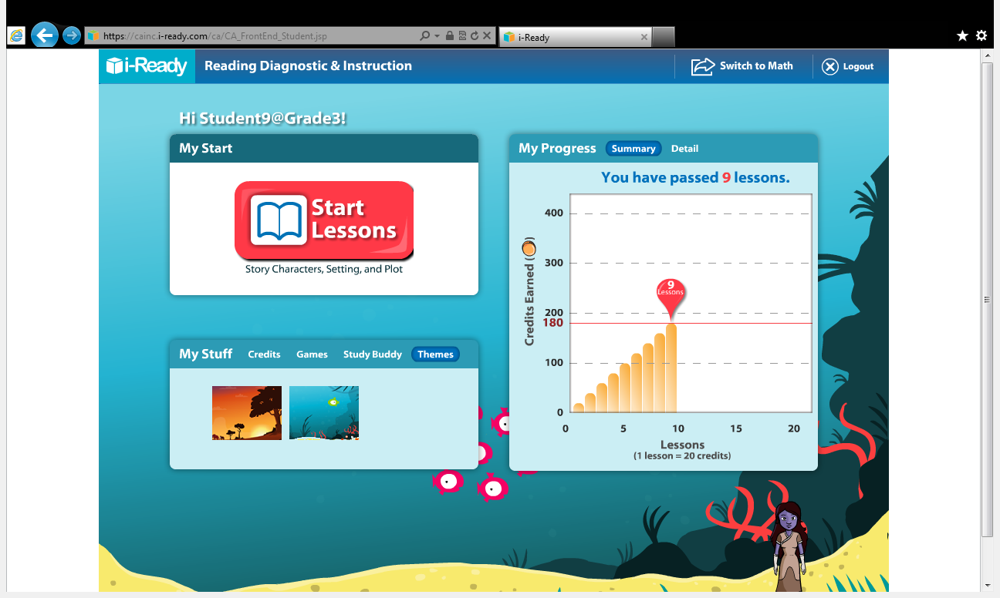 https://cainc.i-ready.com/ca/CA_FrontEnd_Student.jsp
i-Ready
i-Ready
Reading Diagnostic & Instruction
Switch to Math
Logout
Hi Student9@Grade3!
My Start
Start
Lessons
Story Characters, Setting, and Plot
My Stuff
Credits
Games
Study Buddy
Themes
My Progress
Summary
Detail
You have passed 9 lessons.
Credits Earned ( )
400
300
200
180
100
0
9
Lessons
0
5
10
15
20
Lessons
(1 lesson = 20 credits)